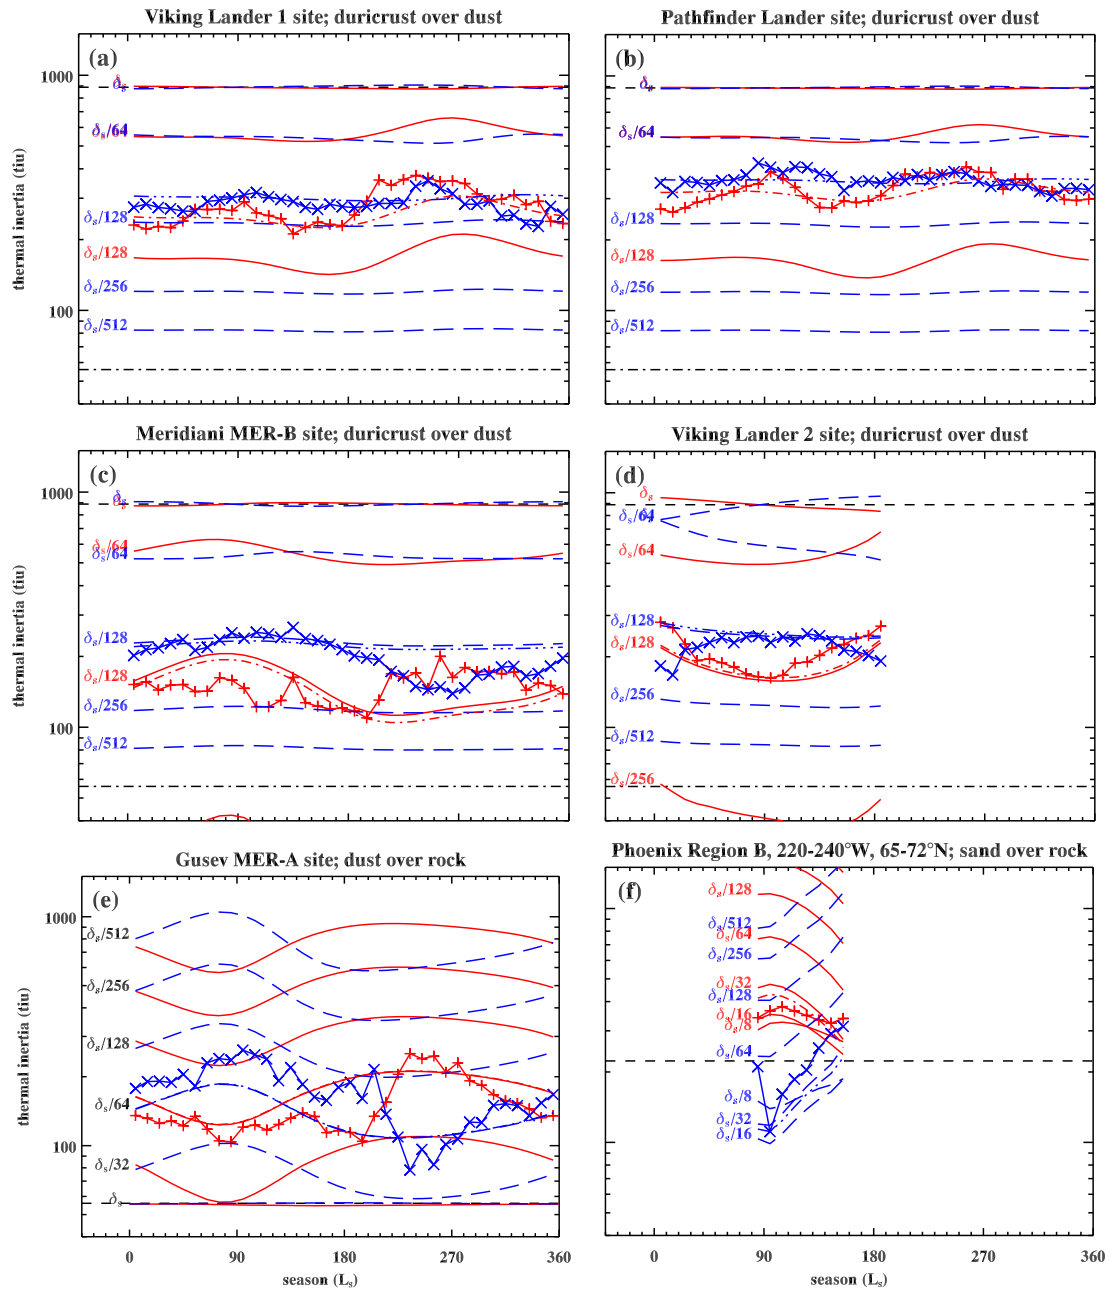 Viking Lander 1 site; duricrust over dust
Pathfinder Lander site; duricrust over dust
(a)
(b)
1000
100
thermal inertia (tiu)
δs
δs/64
δs/128
δs/128
δs/256
δs/512
δs
δs/64
δs/128
δs/128
δs/256
δs/512
Meridiani MER-B site; duricrust over dust
Viking Lander 2 site; duricrust over dust
(c)
(d)
1000
100
thermal inertia (tiu)
δs
δs/64
δs/64
δs/128
δs/128
δs/256
δs/512
δs
δs/64
δs/64
δs/128
δs/128
δs/256
δs/512
δs/256
Gusev MER-A site; dust over rock
Phoenix Region B, 220-240°W, 65-72°N; sand over rock
(e)
(f)
1000
100
thermal inertia (tiu)
δs/512
δs/256
δs/128
δs/64
δs/32
δs
δs/128
δs/512
δs/64
δs/256
δs/32
δs/128
δs/16
δs/8
δs/64
δs/8
δs/32
δs/16
0 90 180 270 360
0 90 180 270 360
season (Ls)
season (Ls)